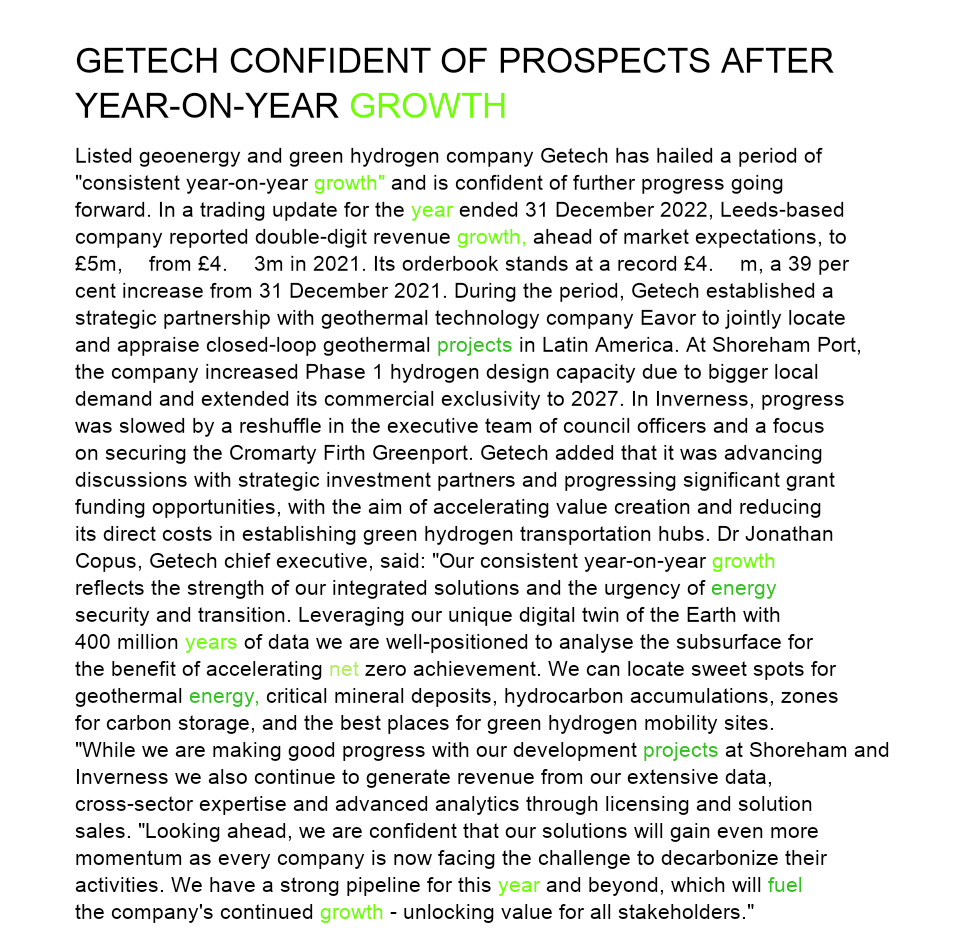 GETECH CONFIDENT OF PROSPECTS AFTER
YEAR-ON-YEAR GROWTH
Listed geoenergy and green hydrogen company Getech has hailed a period of
"consistent year-on-year growth" and is confident of further progress going
forward. In a trading update for the year ended 31 December 2022, Leeds-based
company reported double-digit revenue growth, ahead of market expectations, to
£5m, from £4. 3m in 2021. Its orderbook stands at a record £4. m, a 39 per
cent increase from 31 December 2021. During the period, Getech established a
strategic partnership with geothermal technology company Eavor to jointly locate
and appraise closed-loop geothermal projects in Latin America. At Shoreham Port,
the company increased Phase 1 hydrogen design capacity due to bigger local
demand and extended its commercial exclusivity to 2027. In Inverness, progress
was slowed by a reshuffle in the executive team of council officers and a focus
on securing the Cromarty Firth Greenport. Getech added that it was advancing
discussions with strategic investment partners and progressing significant grant
funding opportunities, with the aim of accelerating value creation and reducing
its direct costs in establishing green hydrogen transportation hubs. Dr Jonathan
Copus, Getech chief executive, said: "Our consistent year-on-year growth
reflects the strength of our integrated solutions and the urgency of energy
security and transition. Leveraging our unique digital twin of the Earth with
400 million years of data we are well-positioned to analyse the subsurface for
the benefit of accelerating net zero achievement. We can locate sweet spots for
geothermal energy, critical mineral deposits, hydrocarbon accumulations, zones
for carbon storage, and the best places for green hydrogen mobility sites.
"While we are making good progress with our development projects at Shoreham and
Inverness we also continue to generate revenue from our extensive data,
cross-sector expertise and advanced analytics through licensing and solution
sales. "Looking ahead, we are confident that our solutions will gain even more
momentum as every company is now facing the challenge to decarbonize their
activities. We have a strong pipeline for this year and beyond, which will fuel
the company's continued growth - unlocking value for all stakeholders."